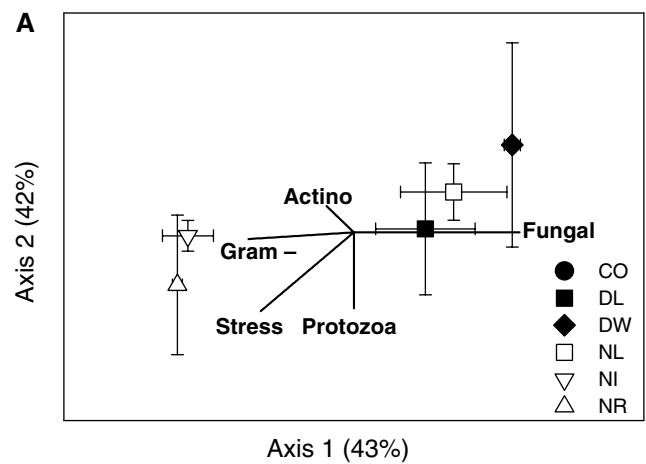 A
Axis 2 (42%)
Actino
Gram –
Fungal
Stress
Protozoa
CO
DL
DW
NL
NI
NR
Axis 1 (43%)